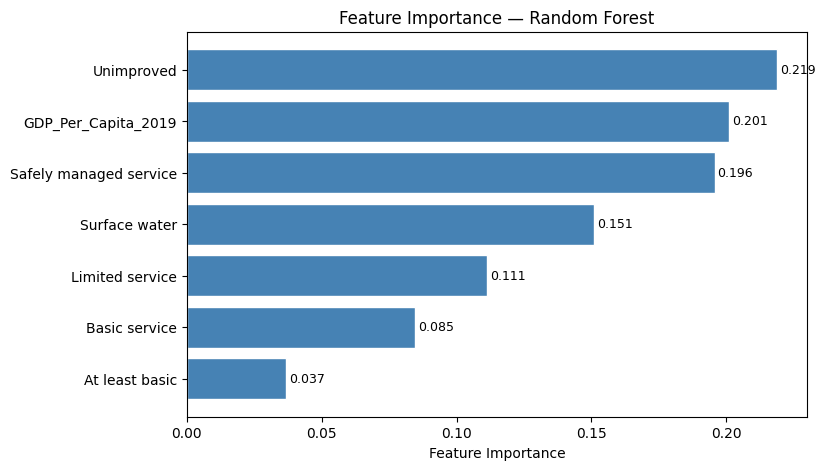 Feature Importance — Random Forest
Unimproved 0.219
GDP_Per_Capita_2019 0.201
Safely managed service 0.196
Surface water 0.151
Limited service 0.111
Basic service 0.085
At least basic 0.037
0.00 0.05 0.10 0.15 0.20
Feature Importance